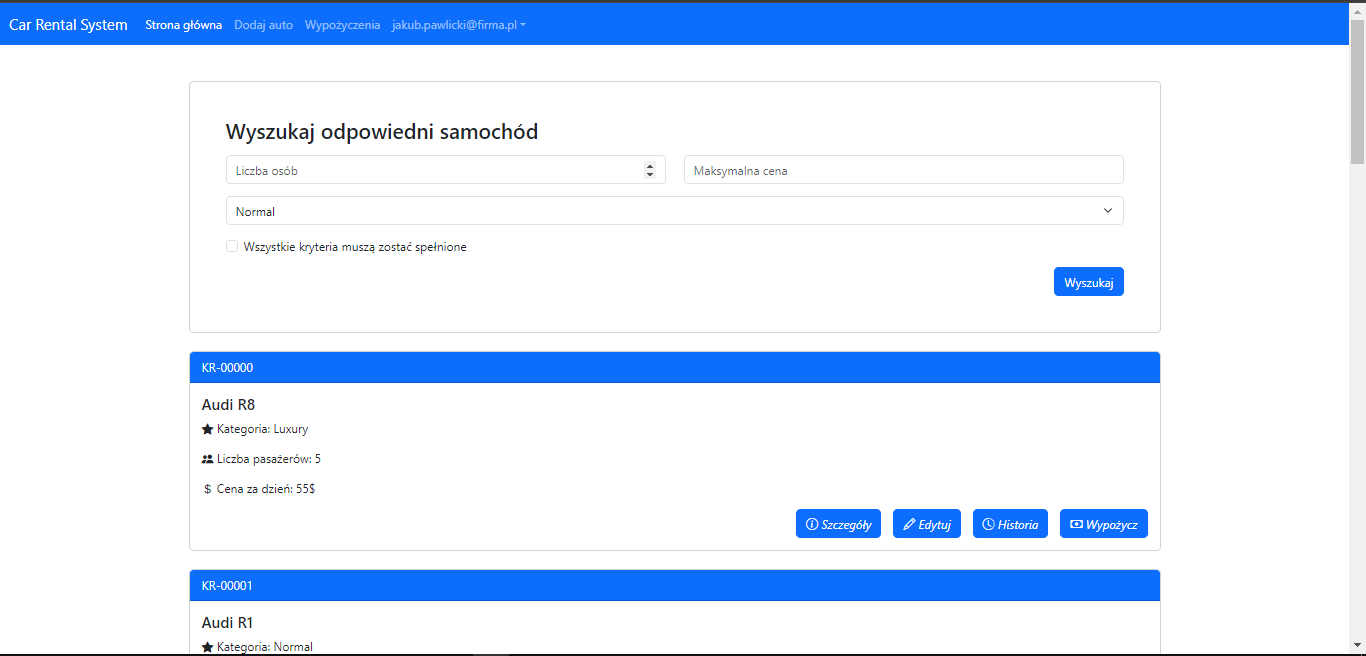 Car Rental System Strona główna Dodaj auto Wypożyczenia jakub.pawlicki@firma.pl
Wyszukaj odpowiedni samochód
Liczba osób Maksymalna cena
Normal
Wszystkie kryteria muszą zostać spełnione
Wyszukaj
KR-00000
Audi R8
Kategoria: Luxury
Liczba pasażerów: 5
$ Cena za dzień: 55$
Szczegóły Edytuj Historia Wypożycz
KR-00001
Audi R1
Kategoria: Normal